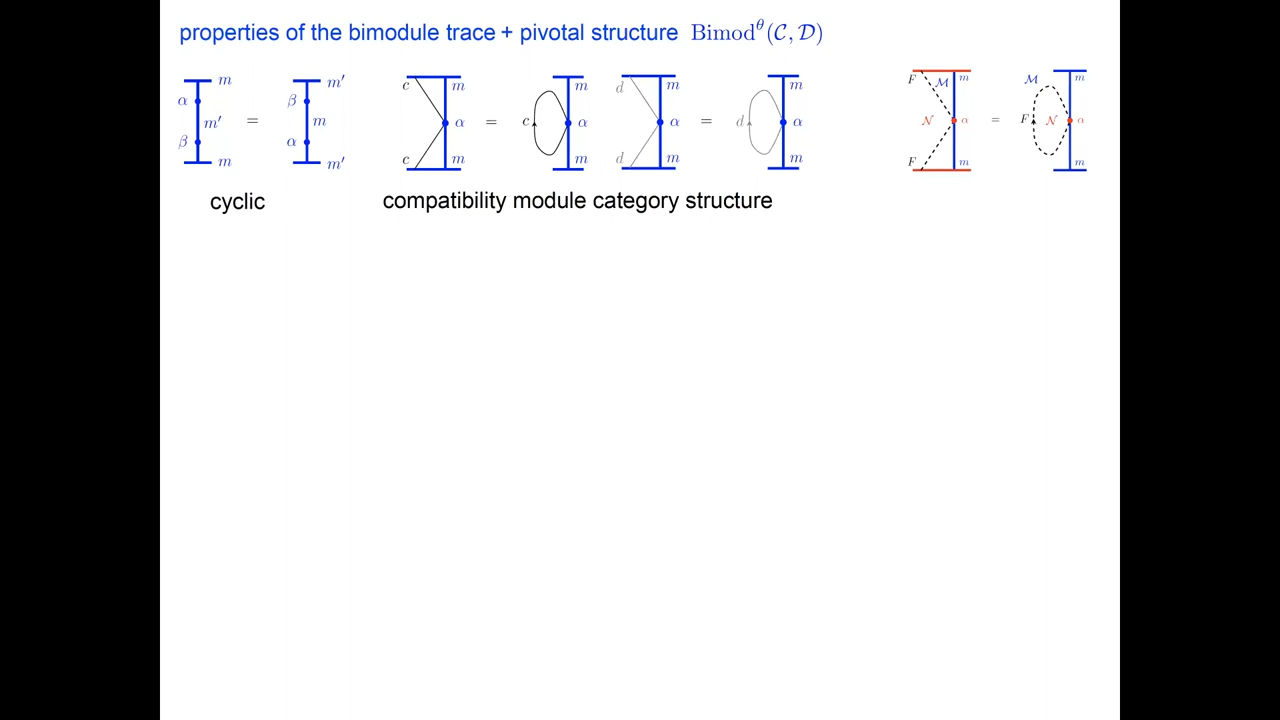 properties of the bimodule trace + pivotal structure Bimod^θ(𝒞, 𝒟)
m α m′ β m = m′ β m α m′
c m α c m = m c α m
d m α d m = m d α m
F ℳ m 𝒩 α F m = ℳ m F 𝒩 α m
cyclic
compatibility module category structure